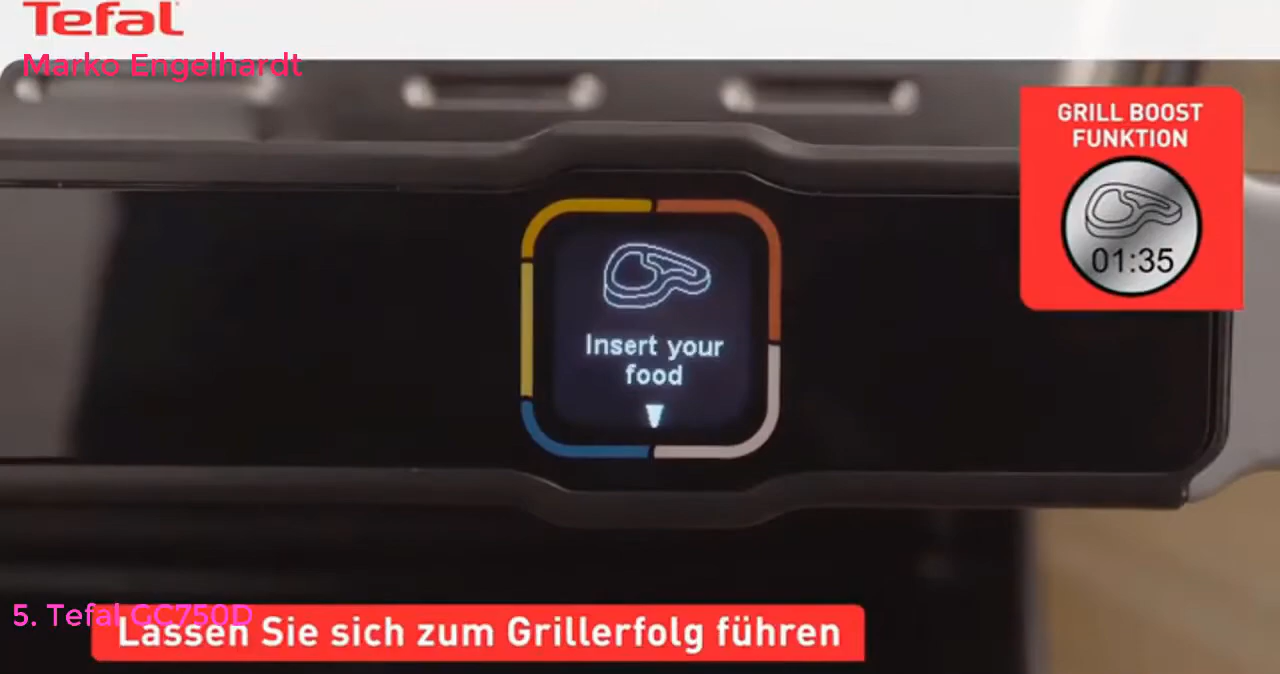 Tefal
Marko Engelhardt
GRILL BOOST
FUNKTION
01:35
Insert your
food
5. Tefal GC750D
Lassen Sie sich zum Grillerfolg führen